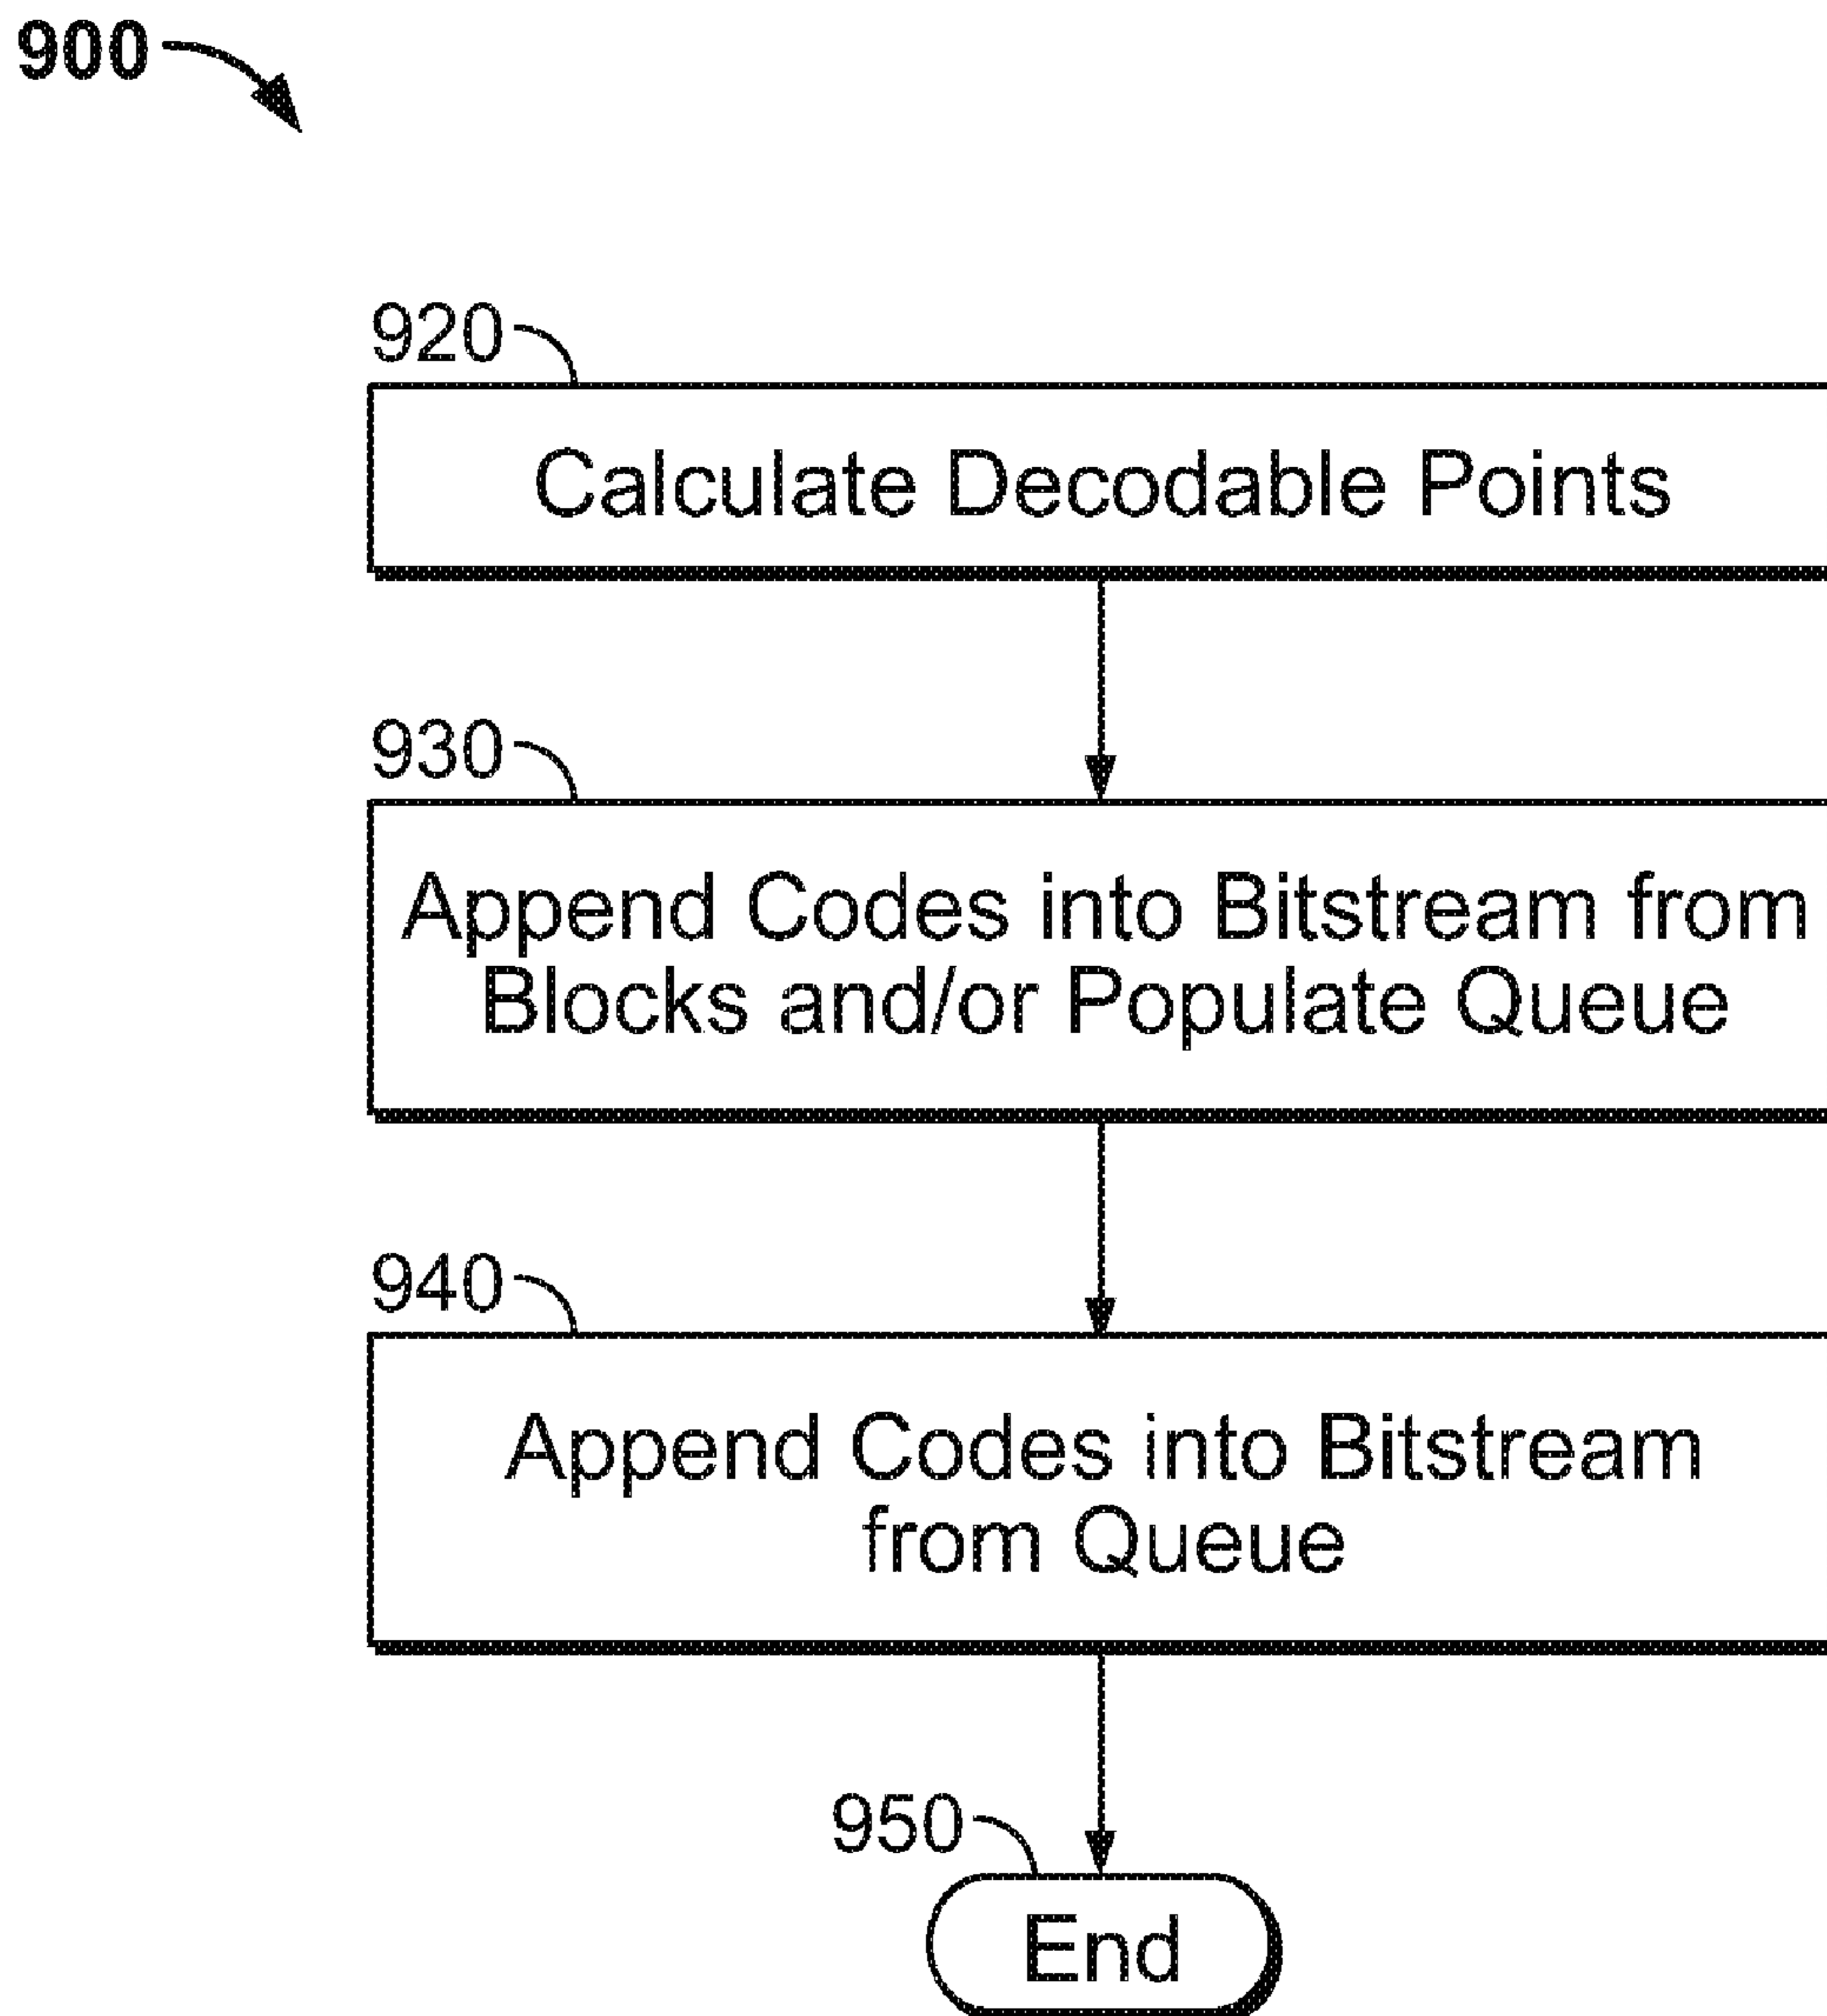 900
920
Calculate Decodable Points
930
Append Codes into Bitstream from
Blocks and/or Populate Queue
940
Append Codes into Bitstream
from Queue
950
End